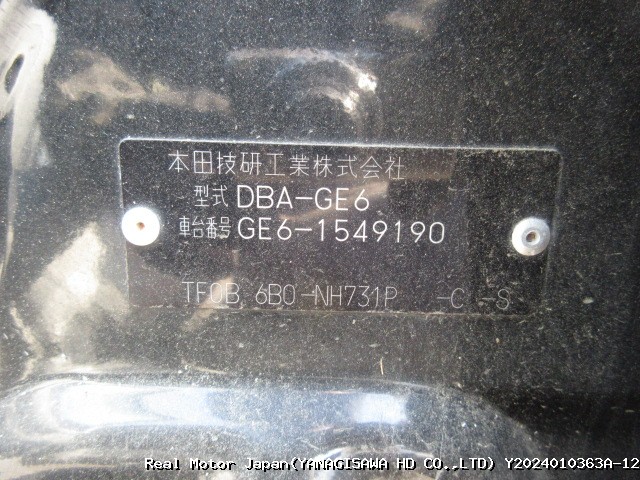 本田技研工業株式会社
型式 DBA-GE6
車台番号 GE6-1549190
TF0B 6B0-NH731P -C -S
Real Motor Japan(YANAGISAWA HD CO.,LTD) Y2024010363A-12